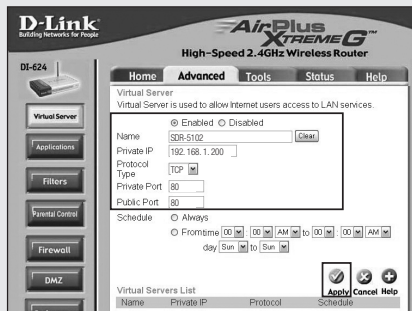 D-Link
Building Networks for People
AirPlus
XTREME G™
High-Speed 2.4GHz Wireless Router
DI-624
Home Advanced Tools Status Help
Virtual Server
Applications
Filters
Parental Control
Firewall
DMZ
Virtual Server
Virtual Server is used to allow Internet users access to LAN services.
Enabled Disabled
Name SDR-5102 Clear
Private IP 192.168.1.200
Protocol Type TCP
Private Port 80
Public Port 80
Schedule Always
From time 00 : 00 AM to 00 : 00 AM
day Sun to Sun
Apply Cancel Help
Virtual Servers List
Name Private IP Protocol Schedule